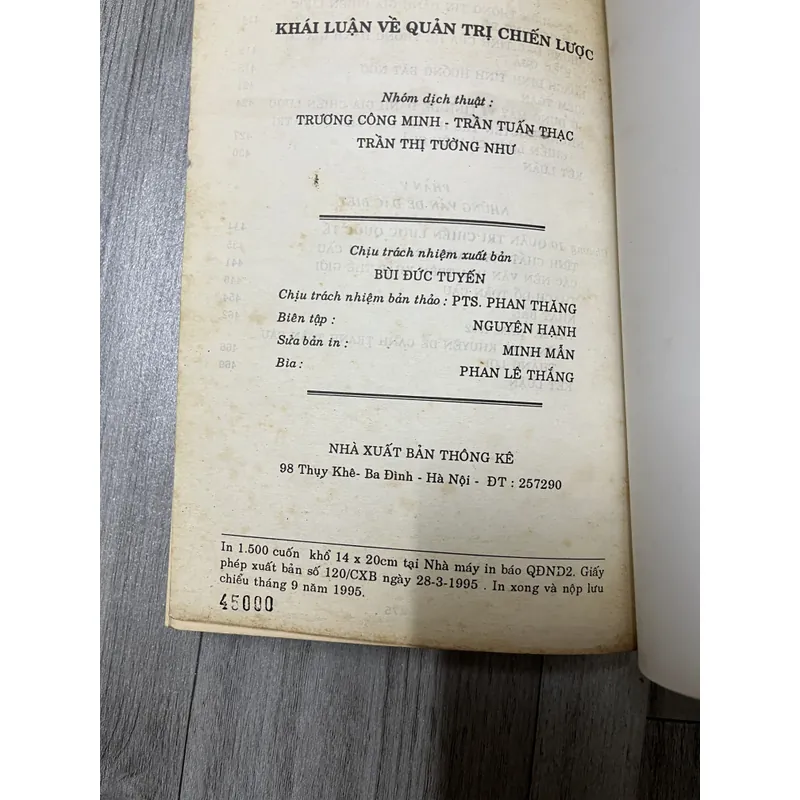 KHÁI LUẬN VỀ QUẢN TRỊ CHIẾN LƯỢC
Nhóm dịch thuật :
TRƯƠNG CÔNG MINH - TRẦN TUẤN THẠC
TRẦN THỊ TƯỜNG NHƯ
Chịu trách nhiệm xuất bản
BÙI ĐỨC TUYẾN
Chịu trách nhiệm bản thảo : PTS. PHAN THĂNG
Biên tập : NGUYÊN HẠNH
Sửa bản in : MINH MẪN
Bìa : PHAN LÊ THẮNG
NHÀ XUẤT BẢN THÔNG KÊ
98 Thụy Khê- Ba Đình - Hà Nội - ĐT : 257290
In 1.500 cuốn khổ 14 x 20cm tại Nhà máy in báo QĐND2. Giấy
phép xuất bản số 120/CXB ngày 28-3-1995 . In xong và nộp lưu
chiểu tháng 9 năm 1995.
45000